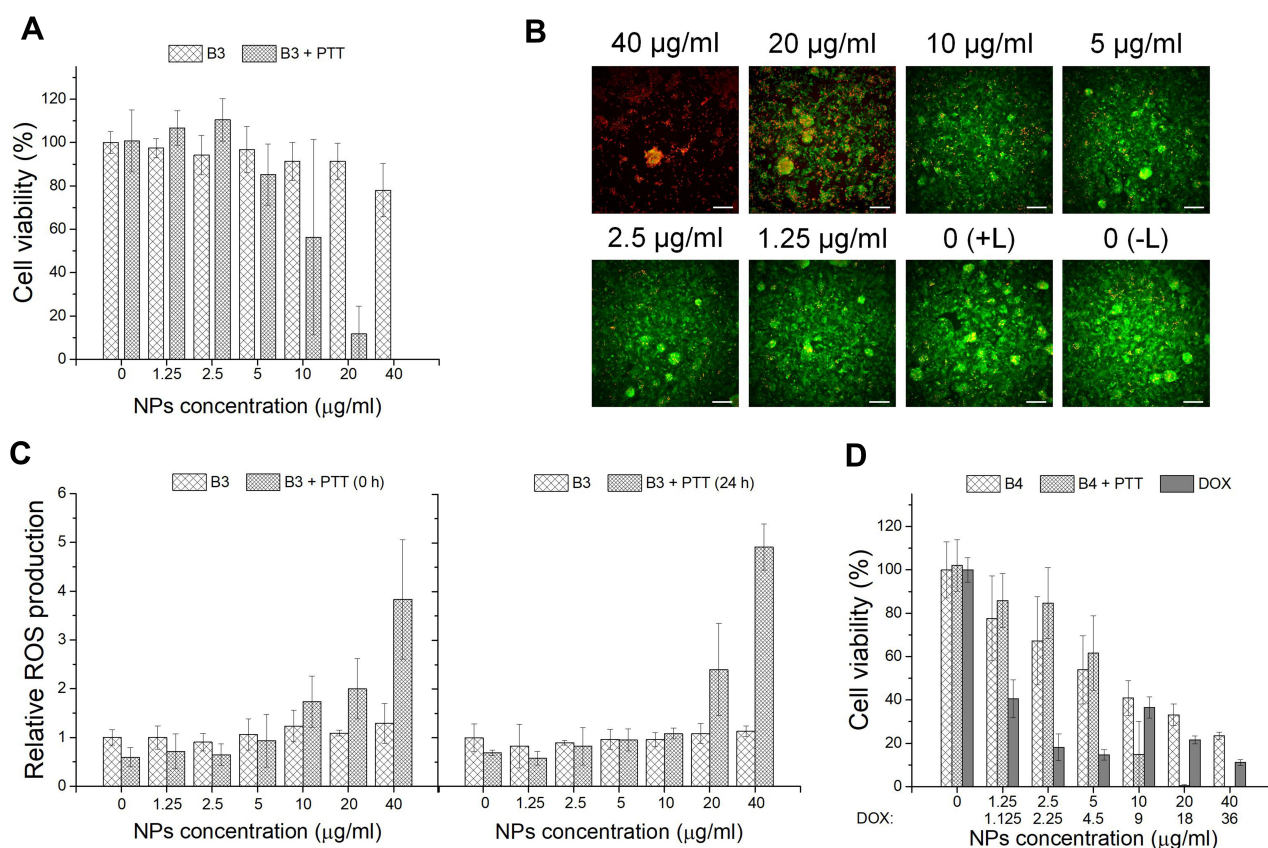 A
B3 B3 + PTT
Cell viability (%)
120
100
80
60
40
20
0
0 1.25 2.5 5 10 20 40
NPs concentration (μg/ml)
B
40 µg/ml 20 µg/ml 10 µg/ml 5 µg/ml
2.5 µg/ml 1.25 µg/ml 0 (+L) 0 (-L)
C
B3 B3 + PTT (0 h)
B3 B3 + PTT (24 h)
Relative ROS production
6
5
4
3
2
1
0
0 1.25 2.5 5 10 20 40
0 1.25 2.5 5 10 20 40
NPs concentration (μg/ml)
NPs concentration (μg/ml)
D
B4 B4 + PTT DOX
Cell viability (%)
120
100
80
60
40
20
0
0 1.25 2.5 5 10 20 40
DOX: 1.125 2.25 4.5 9 18 36
NPs concentration (μg/ml)